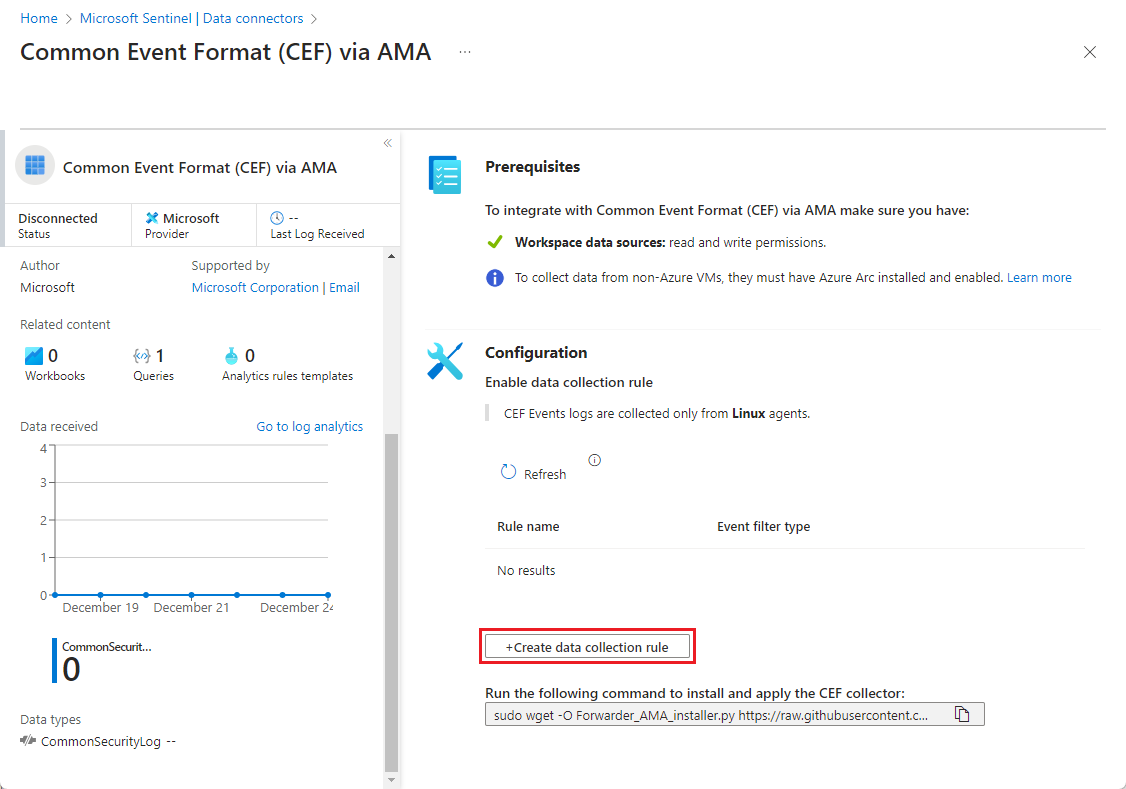 Home > Microsoft Sentinel | Data connectors >
Common Event Format (CEF) via AMA ...
«
Common Event Format (CEF) via AMA
Disconnected
Status
Microsoft
Provider
--
Last Log Received
Author
Microsoft
Supported by
Microsoft Corporation | Email
Related content
0
Workbooks
1
Queries
0
Analytics rules templates
Data received
Go to log analytics
4
3
2
1
0
December 19 December 21 December 24
CommonSecurit...
0
Data types
CommonSecurityLog --
Prerequisites
To integrate with Common Event Format (CEF) via AMA make sure you have:
Workspace data sources: read and write permissions.
To collect data from non-Azure VMs, they must have Azure Arc installed and enabled. Learn more
Configuration
Enable data collection rule
CEF Events logs are collected only from Linux agents.
Refresh
Rule name Event filter type
No results
+Create data collection rule
Run the following command to install and apply the CEF collector:
sudo wget -O Forwarder_AMA_installer.py https://raw.githubusercontent.c...